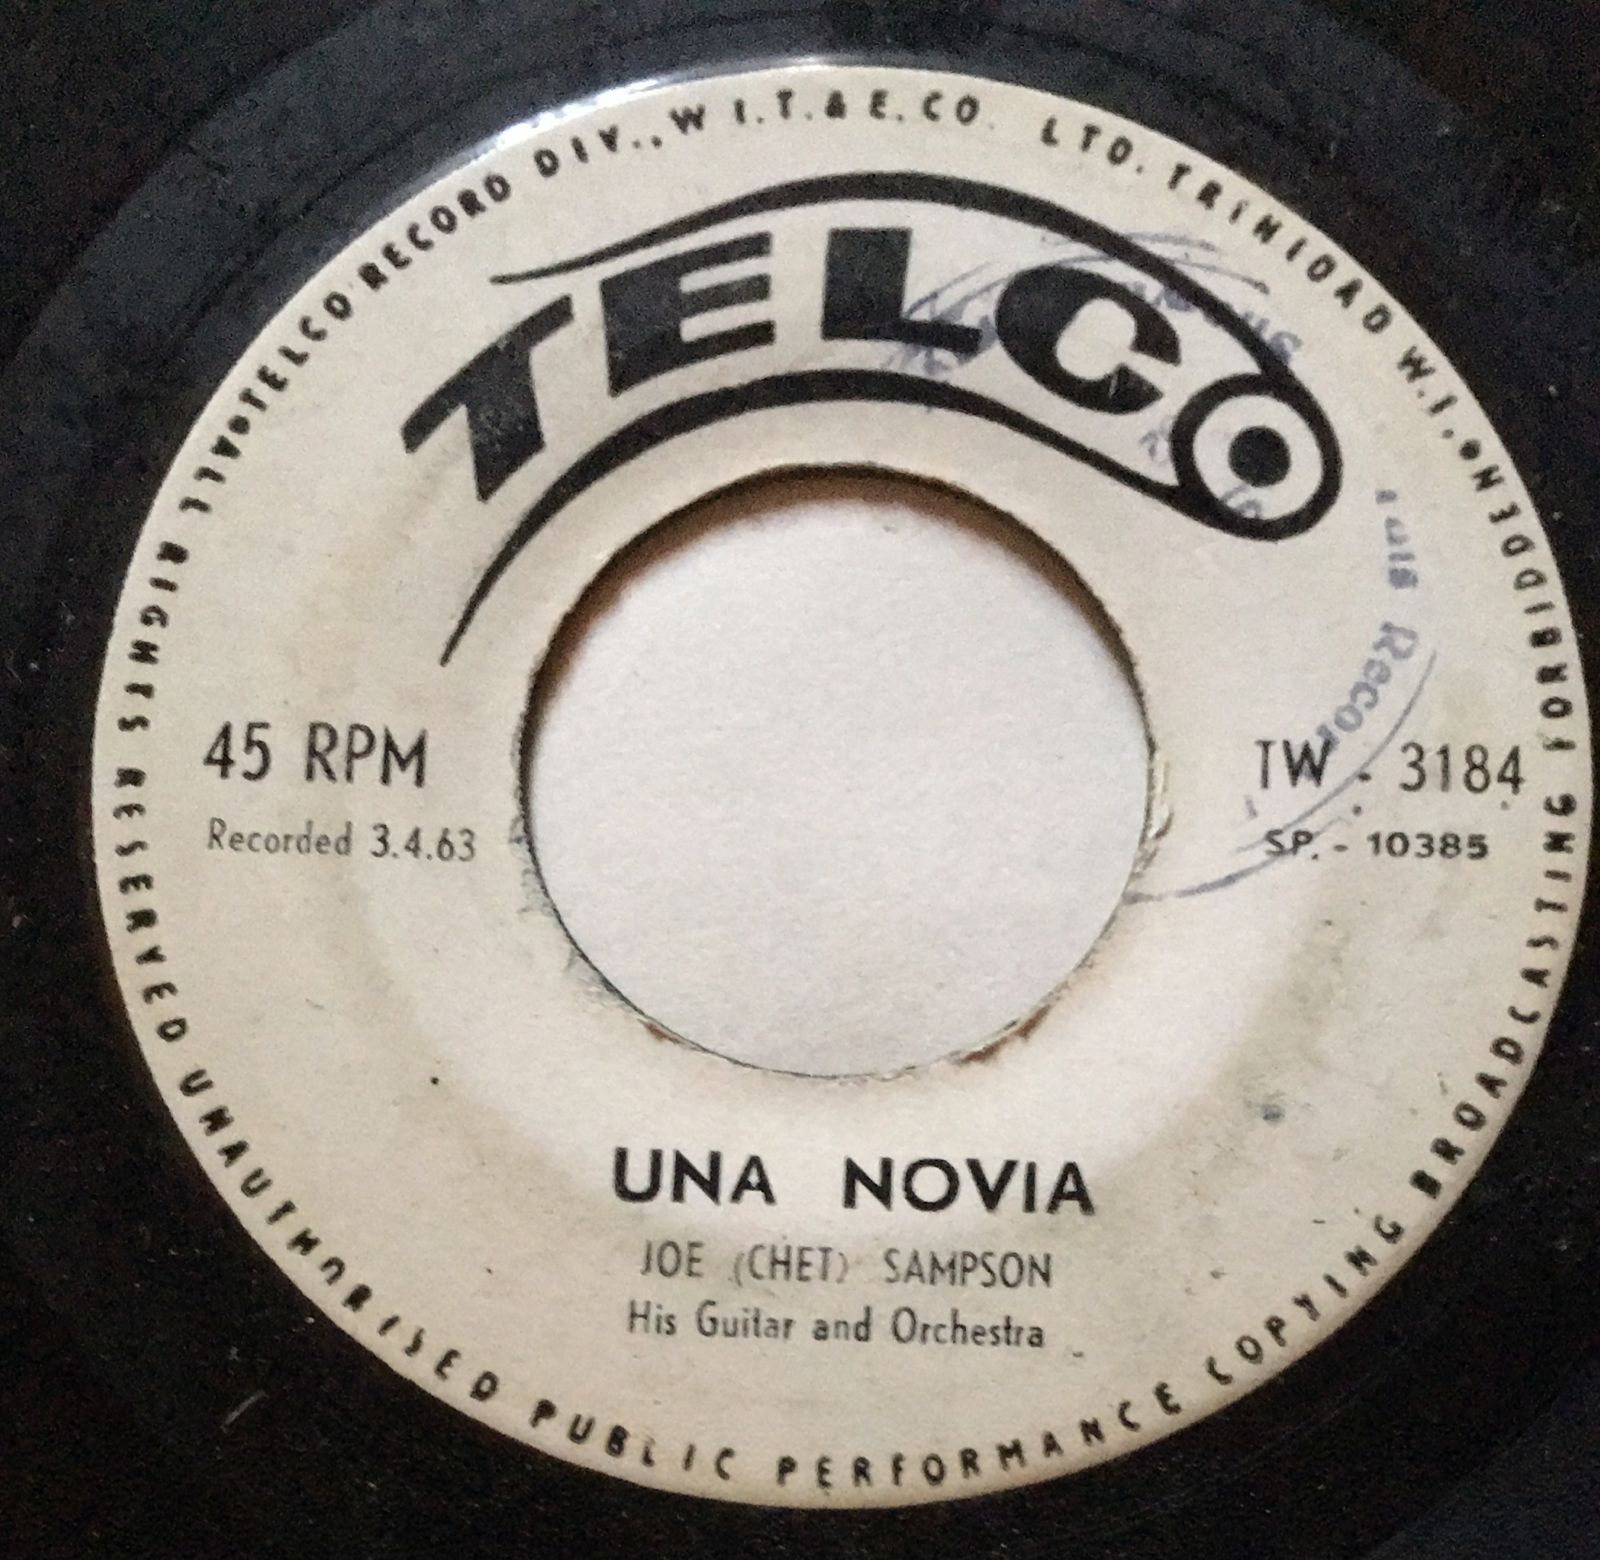 TELCO RECORD DIV., W I.T. & E. CO. LTD. TRINIDAD W.I.
TELCO
45 RPM
Recorded 3.4.63
TW - 3184
SP. - 10385
UNA NOVIA
JOE (CHET) SAMPSON
His Guitar and Orchestra
ALL RIGHTS RESERVED UNAUTHORISED PUBLIC PERFORMANCE COPYING BROADCASTING FORBIDDEN